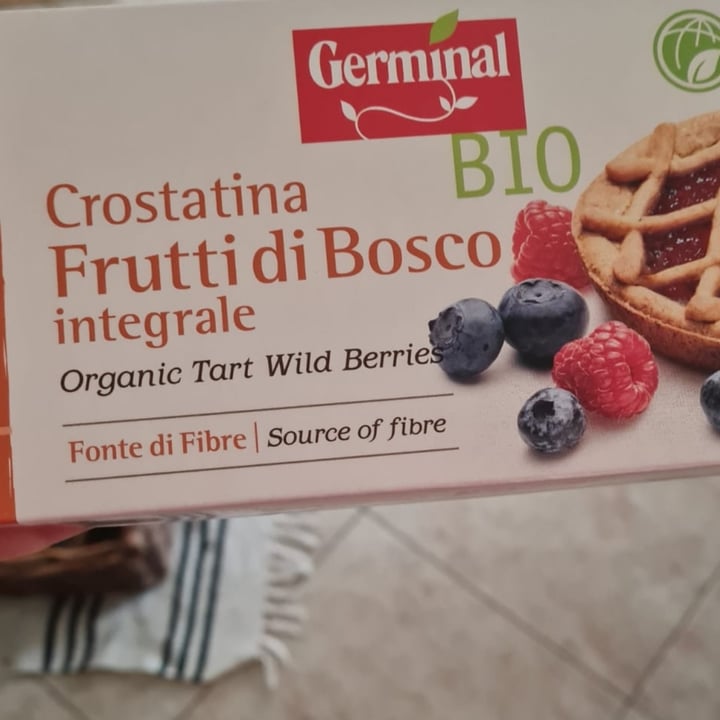 Germinal
BIO
Crostatina
Frutti di Bosco
integrale
Organic Tart Wild Berries
Fonte di Fibre | Source of fibre